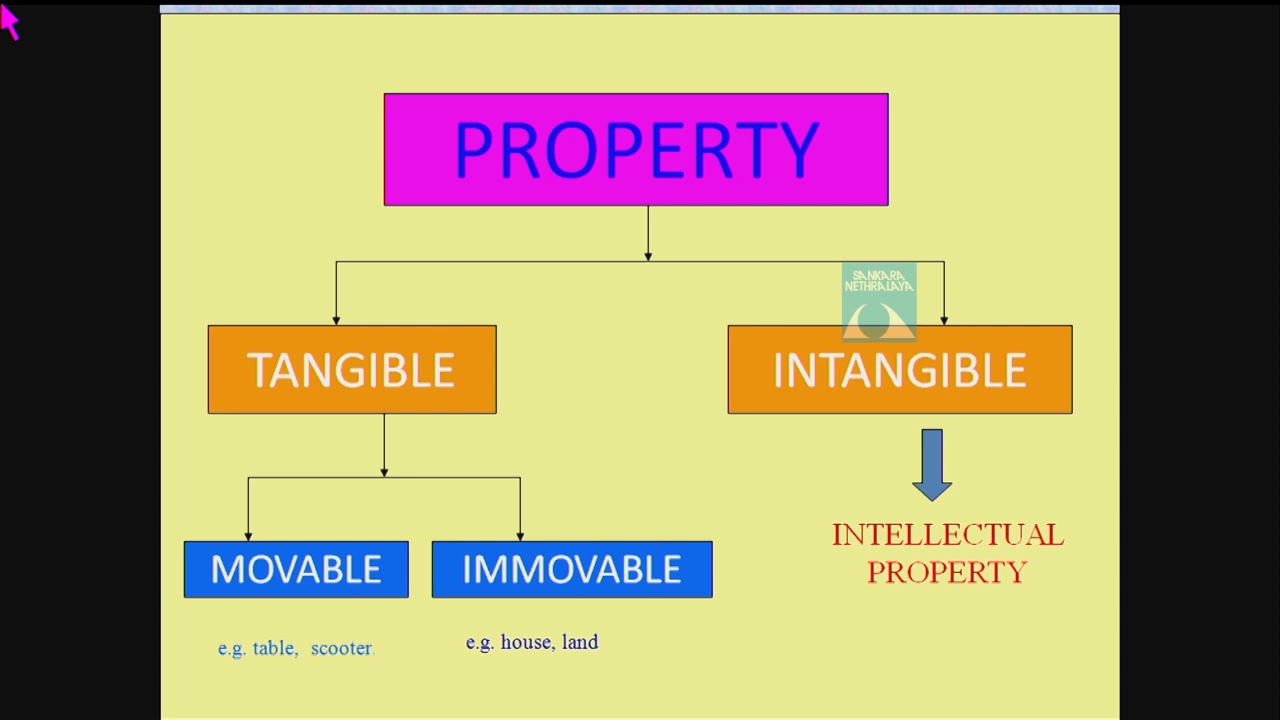 PROPERTY
SANKARA
NETHRALAYA
TANGIBLE
INTANGIBLE
INTELLECTUAL
PROPERTY
MOVABLE
IMMOVABLE
e.g. table, scooter.
e.g. house, land